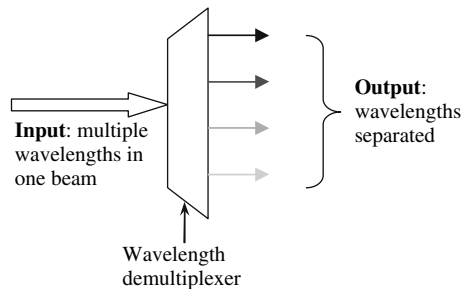 Input: multiple
wavelengths in
one beam
Output:
wavelengths
separated
Wavelength
demultiplexer